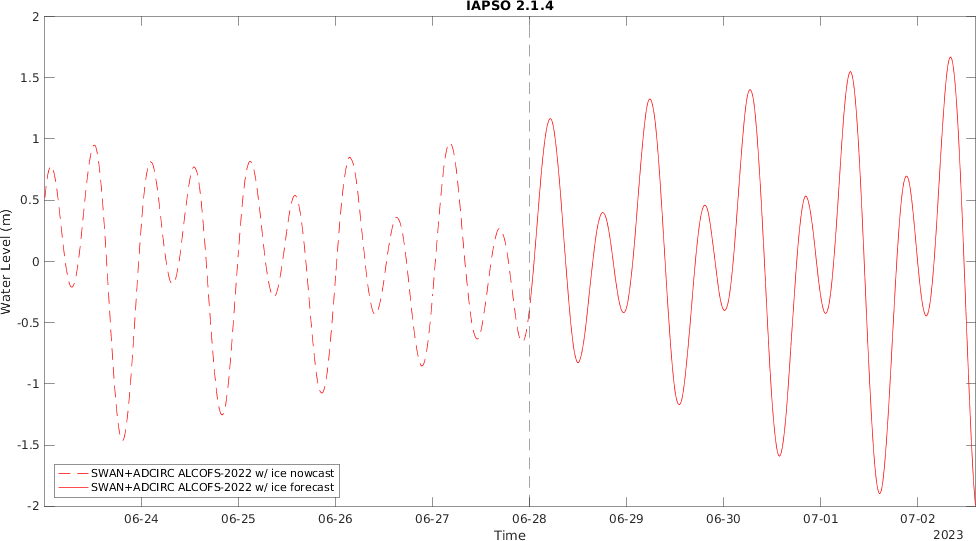 IAPSO 2.1.4
2
1.5
1
0.5
0
-0.5
-1
-1.5
-2
Water Level (m)
SWAN+ADCIRC ALCOFS-2022 w/ ice nowcast
SWAN+ADCIRC ALCOFS-2022 w/ ice forecast
06-24 06-25 06-26 06-27 06-28 06-29 06-30 07-01 07-02
Time
2023